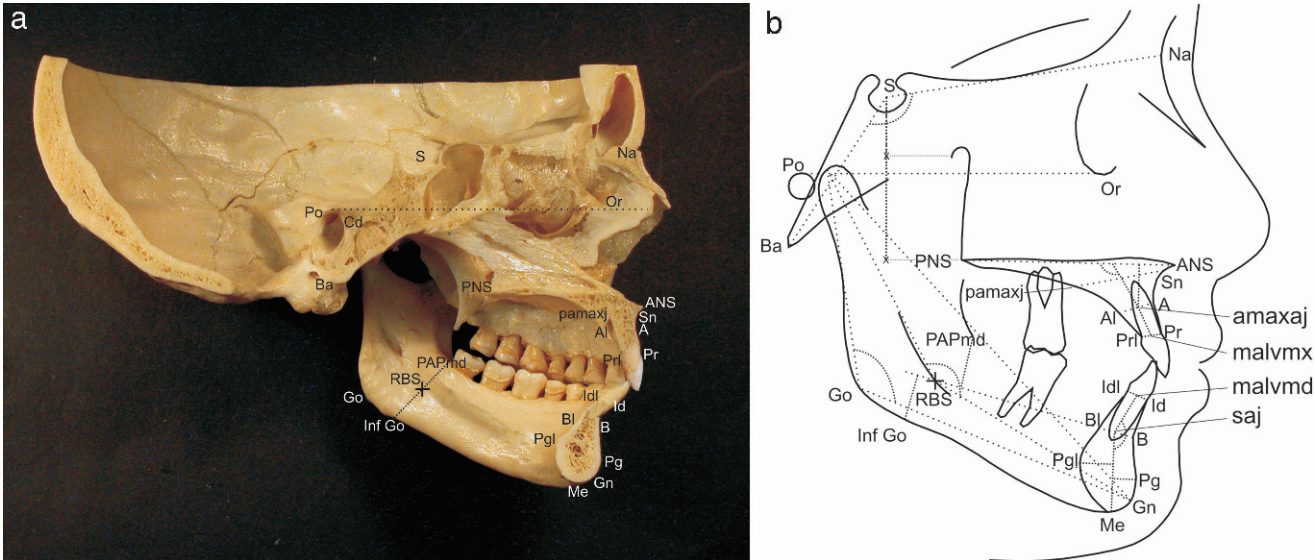 a
Na
S
Or
Po
Cd
Ba
PNS
ANS
Sn
pamaxj
A
Al
Pr
Prl
PAPmd
RBS
Idl
Go
Id
Inf Go
Bl
B
Pgl
Pg
Gn
Me
b
Na
S
Po
Or
Ba
PNS
ANS
Sn
pamaxj
A
amaxaj
Al
Pr
Prl
malvmx
PAPmd
Idl
malvmd
Go
RBS
Id
Bl
saj
Inf Go
B
Pgl
Pg
Gn
Me